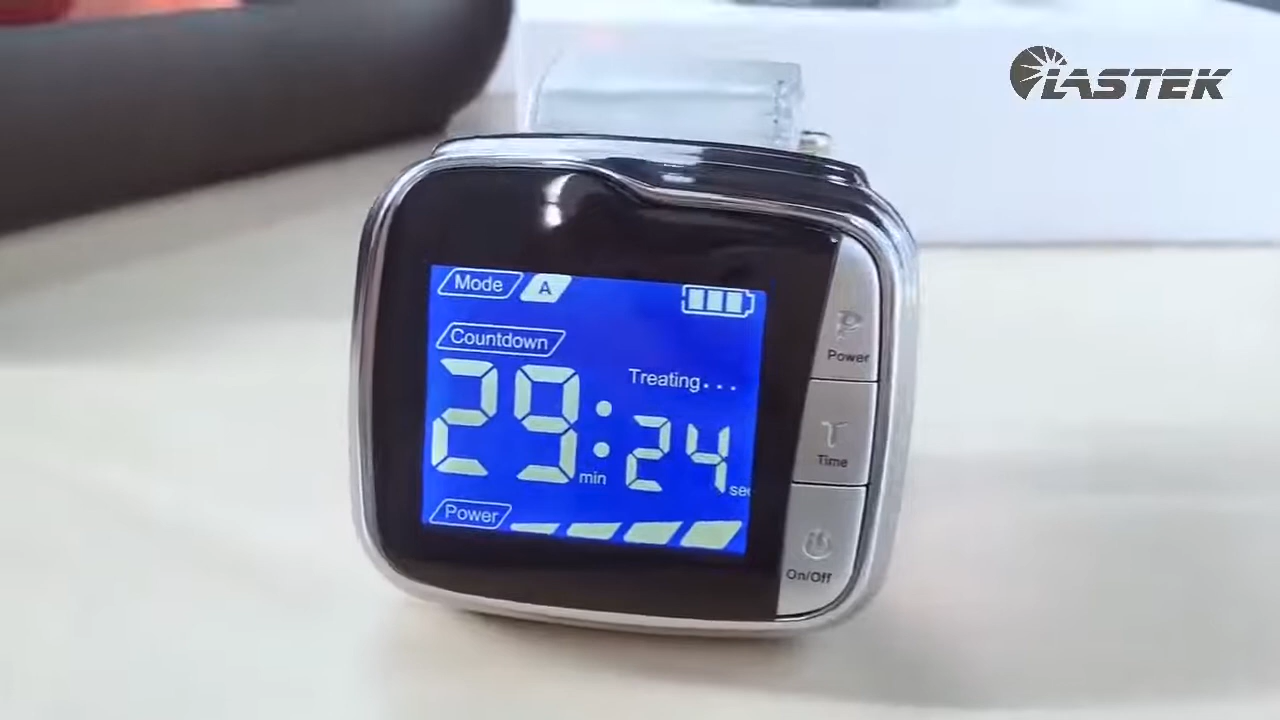 LASTEK
Mode A
Countdown
Treating...
29:24
min
sec
Power
Power
Time
On/Off